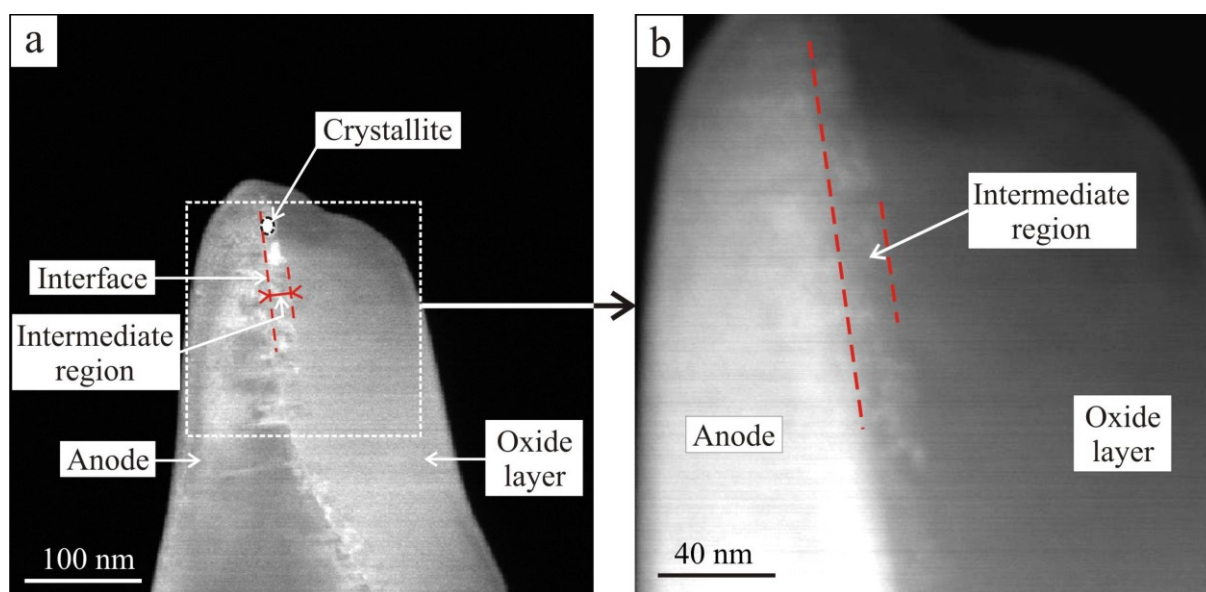 a
Crystallite
Interface
Intermediate
region
Anode
Oxide
layer
100 nm
b
Intermediate
region
Anode
Oxide
layer
40 nm